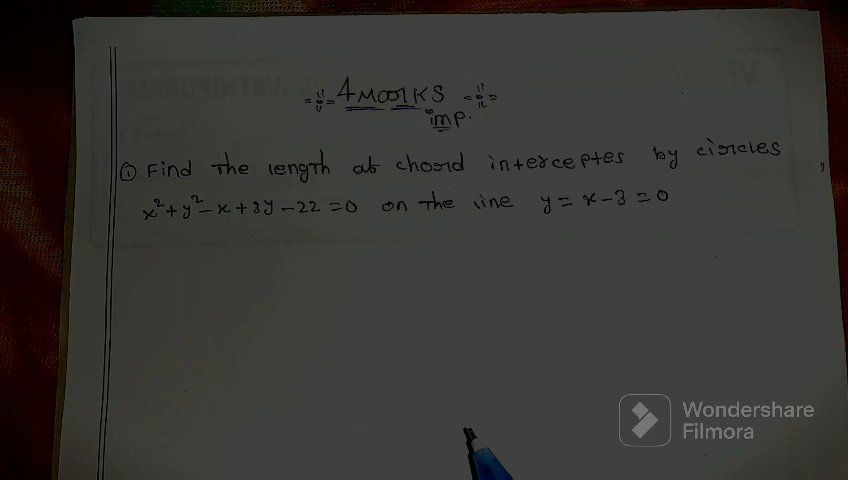 4 Marks
imp.
① Find the length of chord interceptes by circles,
x² + y² - x + 3y - 22 = 0 on the line y = x - 3 = 0
Wondershare
Filmora